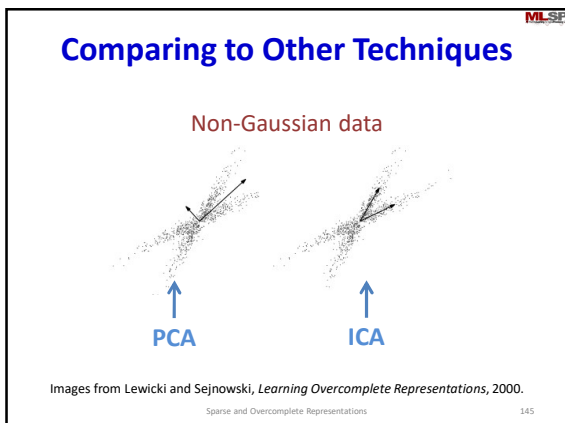 MLSP
Comparing to Other Techniques
Non-Gaussian data
PCA
ICA
Images from Lewicki and Sejnowski, Learning Overcomplete Representations, 2000.
Sparse and Overcomplete Representations
145